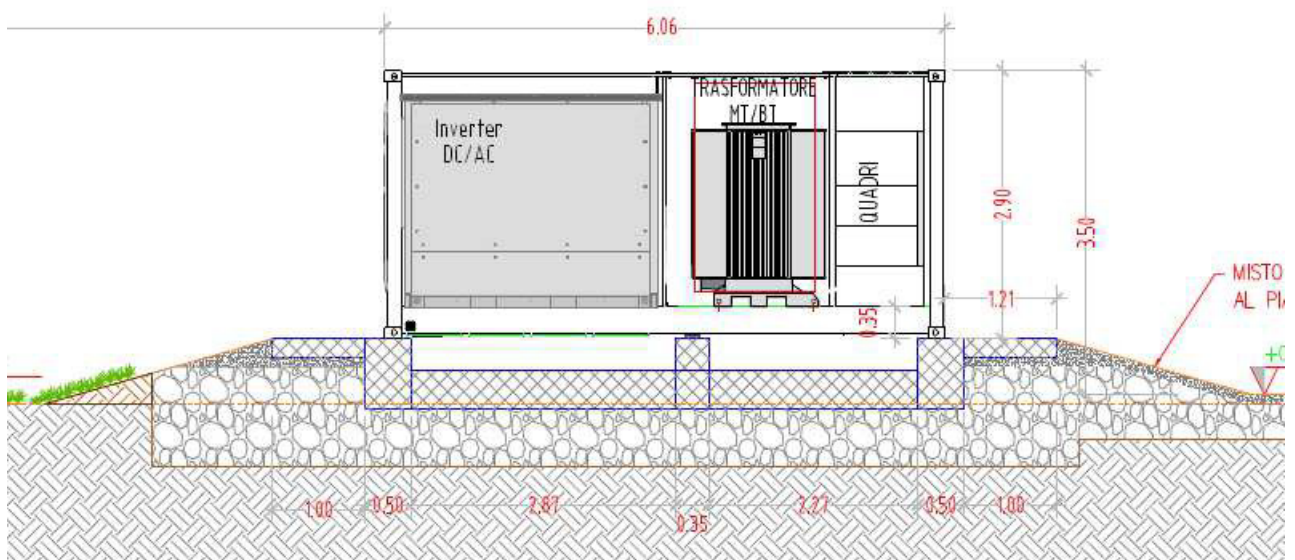 6.06
TRASFORMATORE
MT/BT
Inverter
DC/AC
QUADRI
2.90
3.50
MISTO
1.21
AL
0.35
1.00
0.50
2.87
0.35
2.27
0.50
1.00